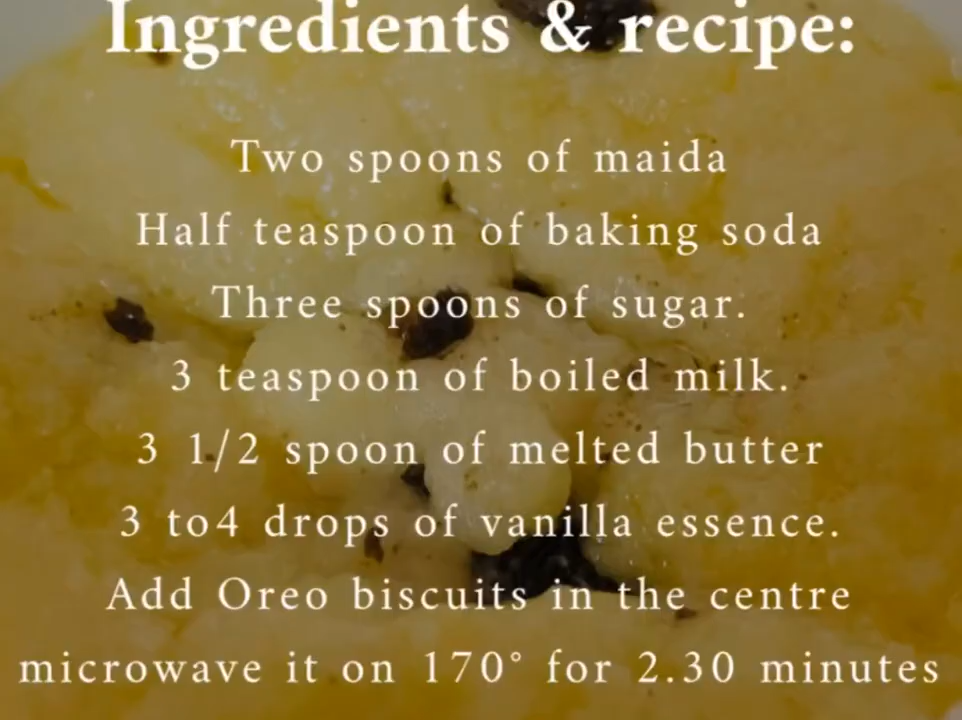 Ingredients & recipe:
Two spoons of maida
Half teaspoon of baking soda
Three spoons of sugar.
3 teaspoon of boiled milk.
3 1/2 spoon of melted butter
3 to4 drops of vanilla essence.
Add Oreo biscuits in the centre
microwave it on 170° for 2.30 minutes